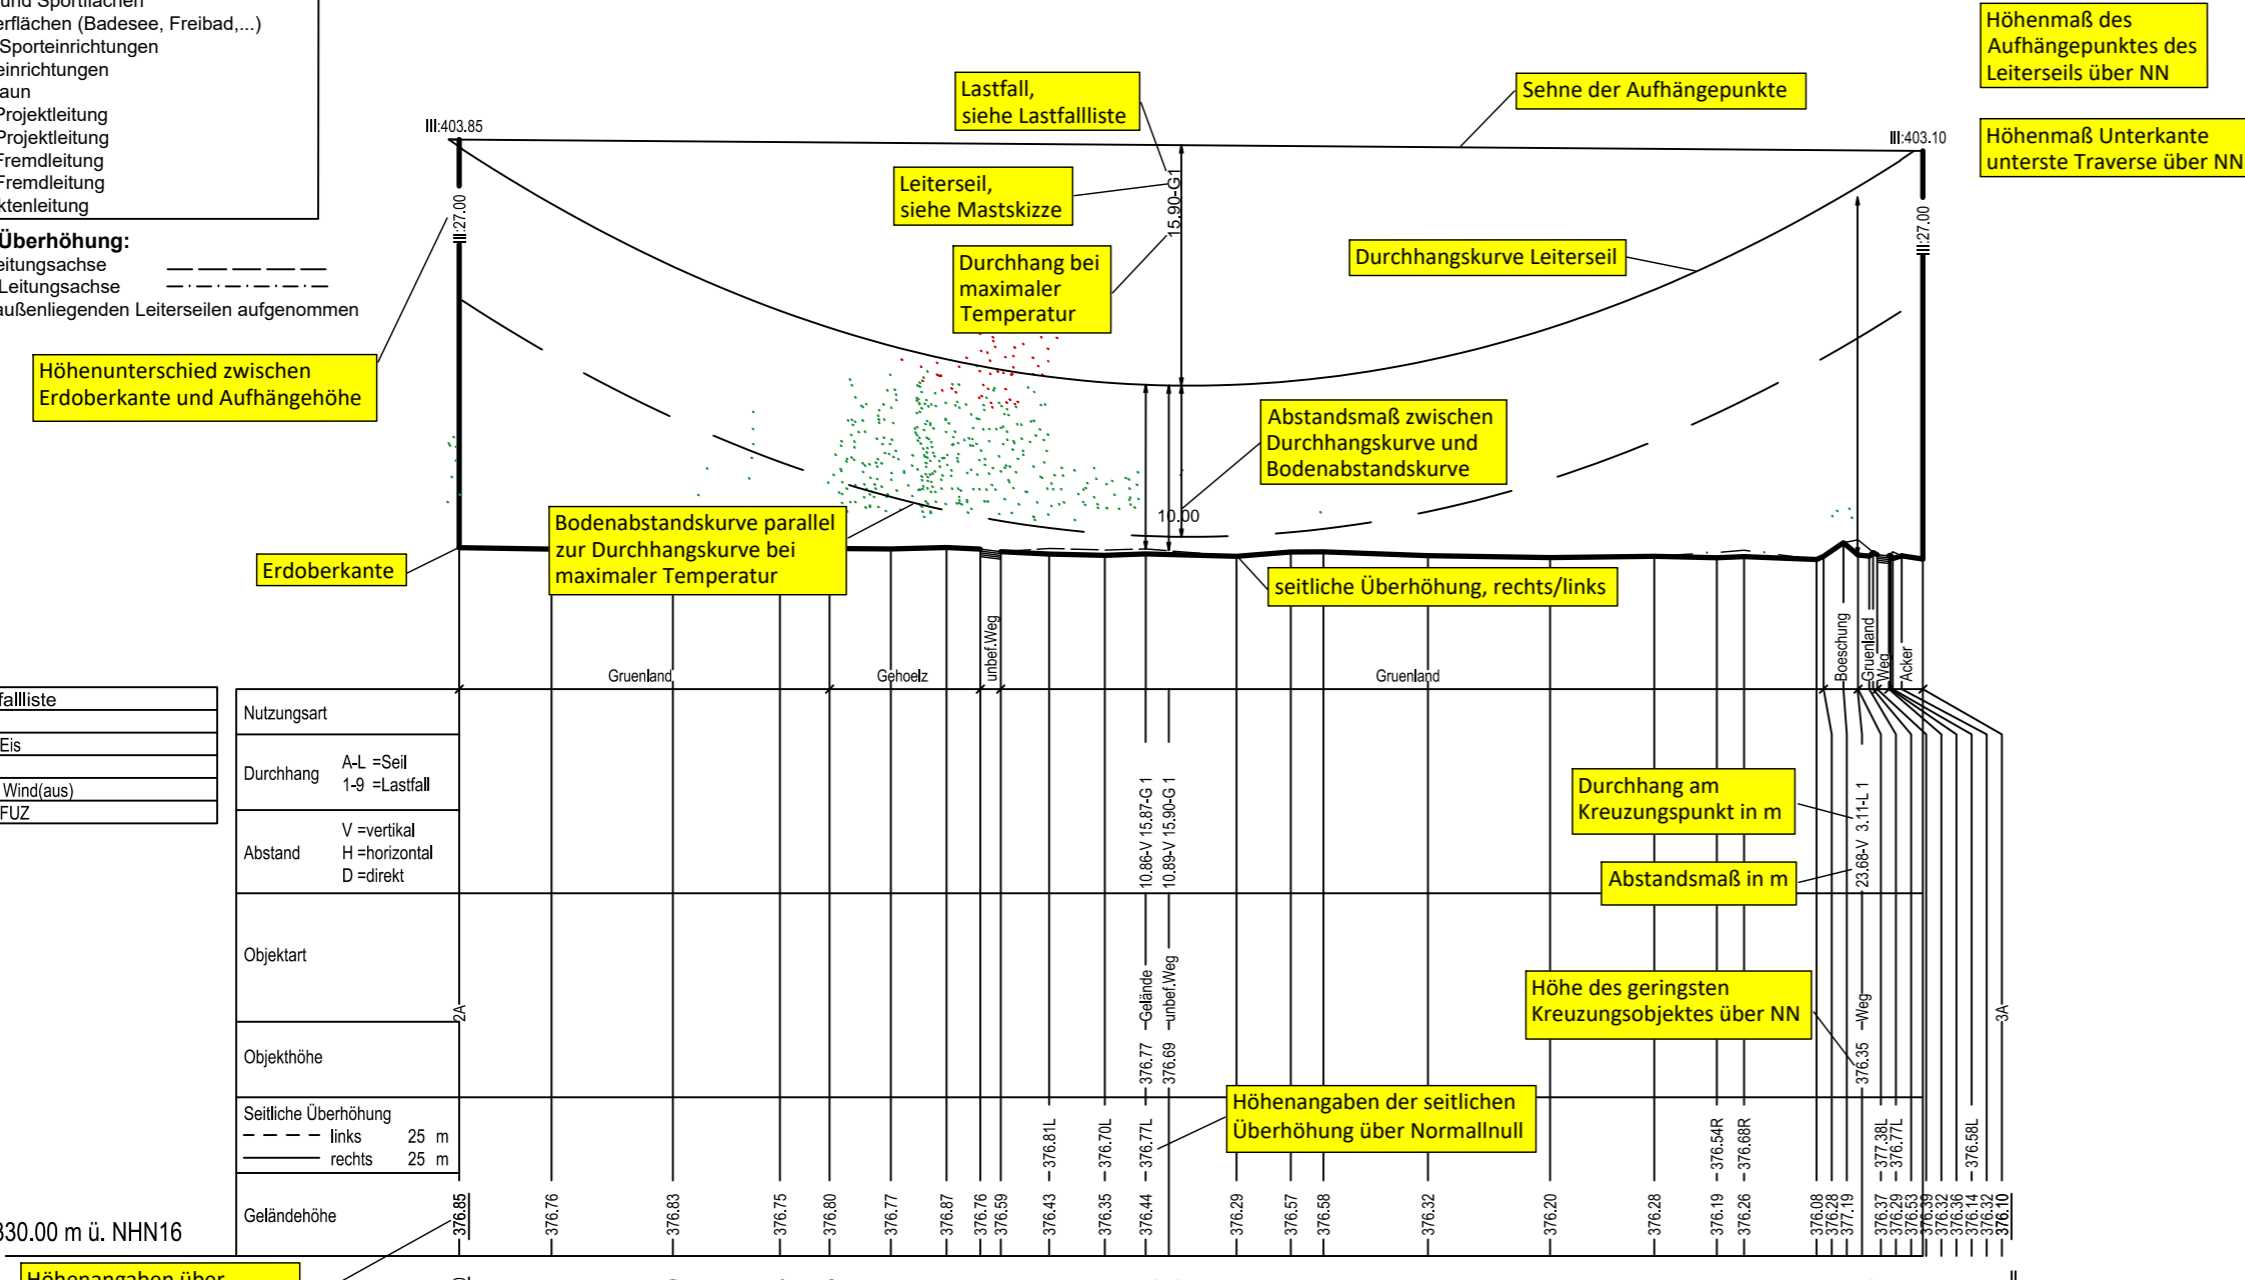 und Sportflächen
erflächen (Badesee, Freibad,...)
Sporteinrichtungen
einrichtungen
aun
Projektleitung
Projektleitung
Fremdleitung
Fremdleitung
ktenleitung
Überhöhung:
eitungsachse
Leitungsachse
außenliegenden Leiterseilen aufgenommen
Höhenmaß des
Aufhängepunktes des
Leiterseils über NN
Höhenmaß Unterkante
unterste Traverse über NN
Lastfall,
siehe Lastfallliste
Sehne der Aufhängepunkte
III:403.85
III:403.10
Leiterseil,
siehe Mastskizze
15.90-G1
III:27.00
III:27.00
Durchhang bei
maximaler
Temperatur
Durchhangskurve Leiterseil
Höhenunterschied zwischen
Erdoberkante und Aufhängehöhe
Abstandsmaß zwischen
Durchhangskurve und
Bodenabstandskurve
10.00
Bodenabstandskurve parallel
zur Durchhangskurve bei
maximaler Temperatur
Erdoberkante
seitliche Überhöhung, rechts/links
Gruenland
Gehoelz
unbef.Weg
Gruenland
Boeschung
Gruenland
Weg
Acker
fallliste
Eis
Wind(aus)
FUZ
Nutzungsart
Durchhang
A-L =Seil
1-9 =Lastfall
Abstand
V =vertikal
H =horizontal
D =direkt
10.86-V 15.87-G 1
10.89-V 15.90-G 1
23.68-V 3.11-L 1
Durchhang am
Kreuzungspunkt in m
Abstandsmaß in m
Objektart
2A
Gelände
unbef.Weg
Weg
3A
Höhe des geringsten
Kreuzungsobjektes über NN
Objekthöhe
376.77
376.69
376.35
Seitliche Überhöhung
links 25 m
rechts 25 m
376.81L
376.70L
376.77L
376.54R
376.68R
377.38L
376.77L
376.58L
Höhenangaben der seitlichen
Überhöhung über Normallnull
Geländehöhe
376.85
376.76
376.83
376.75
376.80
376.77
376.87
376.76
376.59
376.43
376.35
376.44
376.29
376.57
376.58
376.32
376.20
376.28
376.19
376.26
376.08
376.28
377.19
376.37
376.29
376.53
376.39
376.32
376.36
376.14
376.32
376.10
330.00 m ü. NHN16
Höhenangaben über